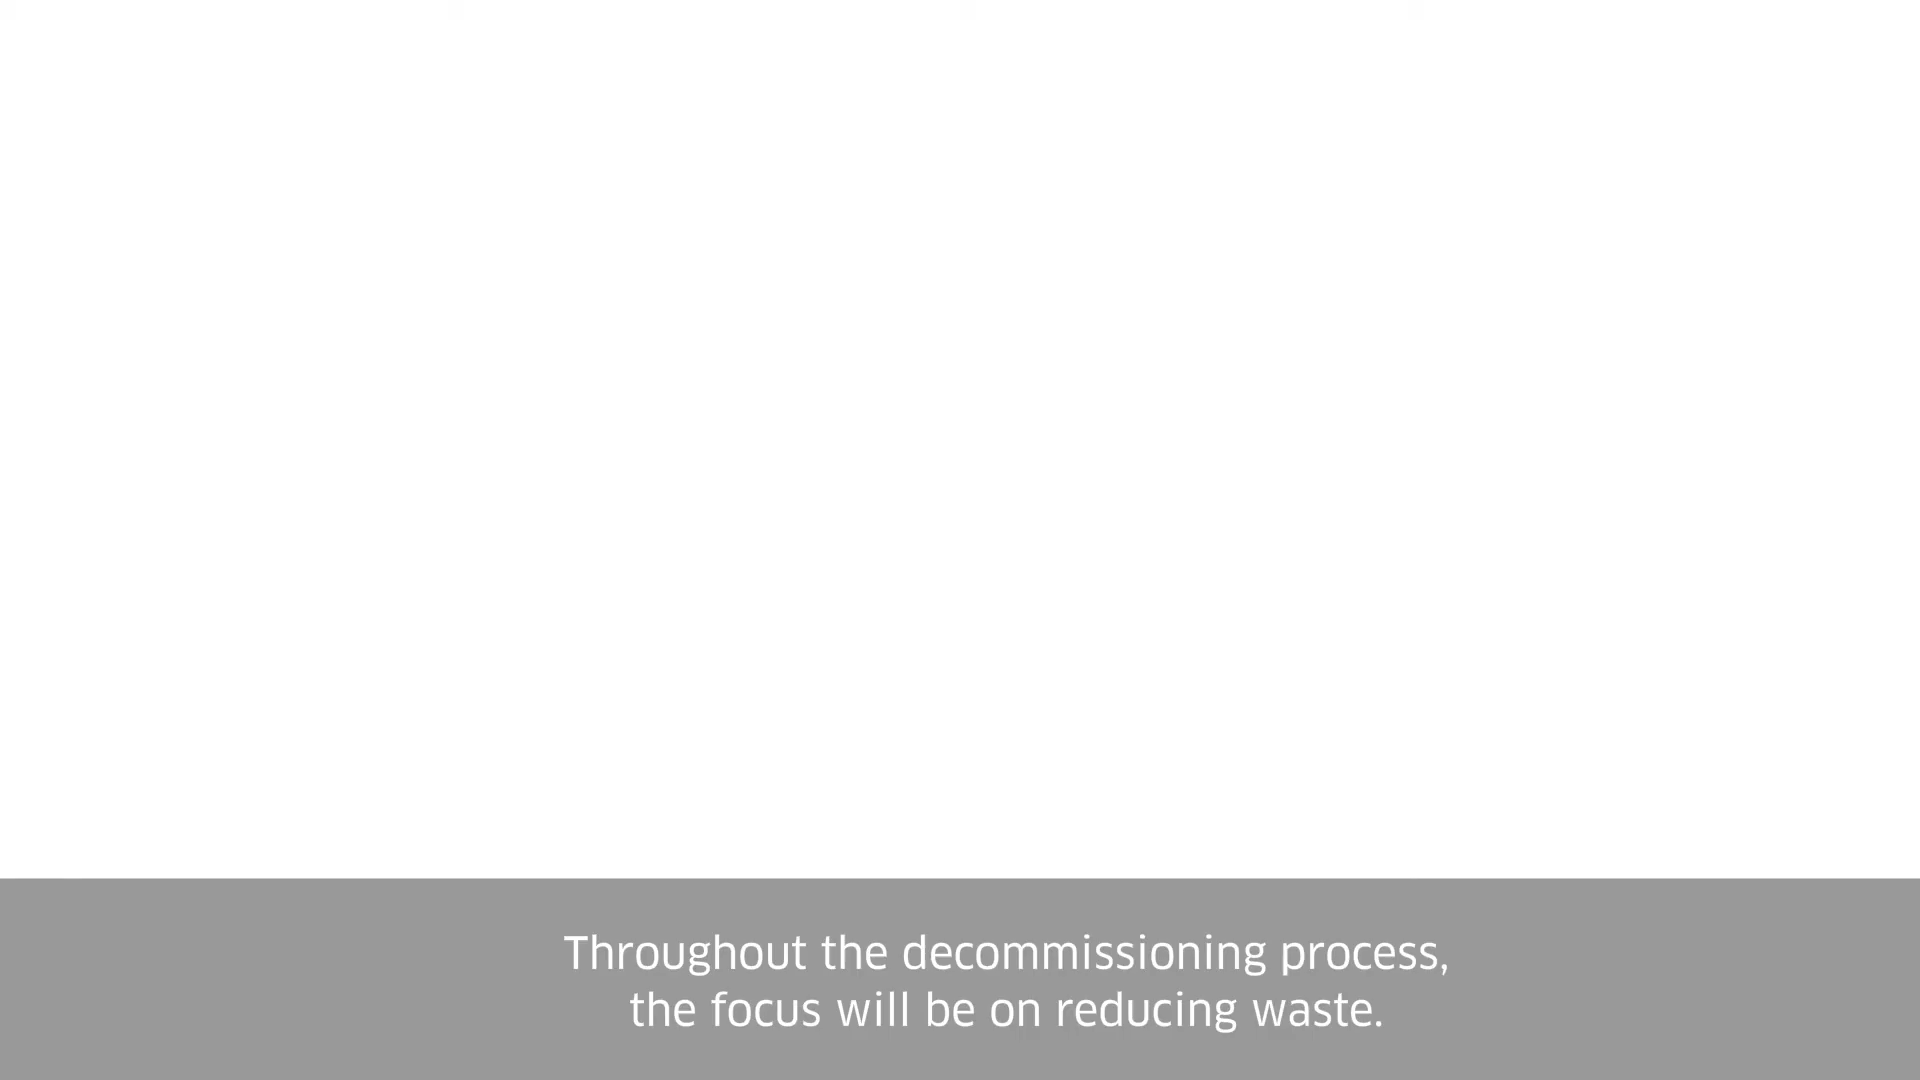 Throughout the decommissioning process,
the focus will be on reducing waste.